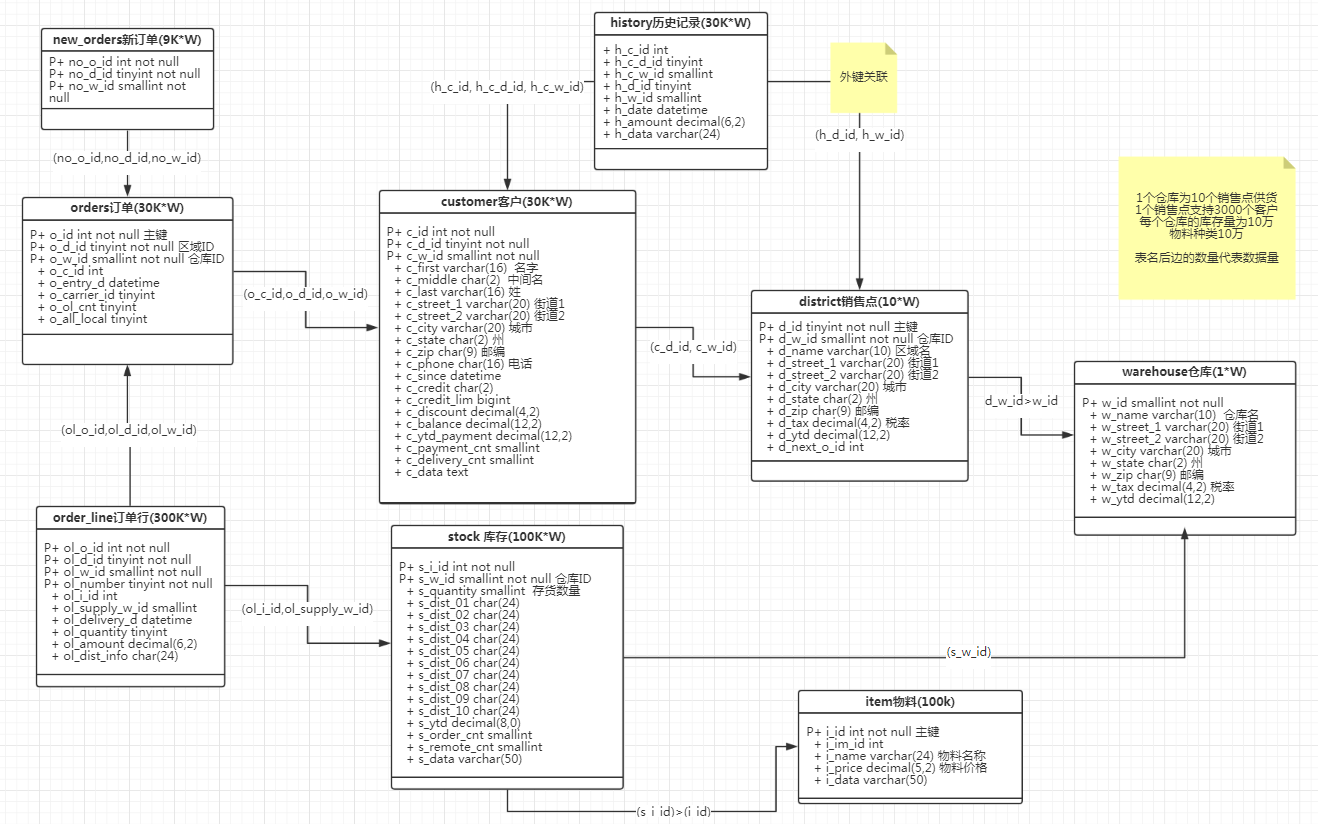 new_orders新订单(9K*W)
P+ no_o_id int not null
P+ no_d_id tinyint not null
P+ no_w_id smallint not
null
(no_o_id,no_d_id,no_w_id)
orders订单(30K*W)
P+ o_id int not null 主键
P+ o_d_id tinyint not null 区域ID
P+ o_w_id smallint not null 仓库ID
+ o_c_id int
+ o_entry_d datetime
+ o_carrier_id tinyint
+ o_ol_cnt tinyint
+ o_all_local tinyint
(ol_o_id,ol_d_id,ol_w_id)
order_line订单行(300K*W)
P+ ol_o_id int not null
P+ ol_d_id tinyint not null
P+ ol_w_id smallint not null
P+ ol_number tinyint not null
+ ol_i_id int
+ ol_supply_w_id smallint
+ ol_delivery_d datetime
+ ol_quantity tinyint
+ ol_amount decimal(6,2)
+ ol_dist_info char(24)
(o_c_id,o_d_id,o_w_id)
(ol_i_id,ol_supply_w_id)
history历史记录(30K*W)
+ h_c_id int
+ h_c_d_id tinyint
+ h_c_w_id smallint
+ h_d_id tinyint
+ h_w_id smallint
+ h_date datetime
+ h_amount decimal(6,2)
+ h_data varchar(24)
(h_c_id, h_c_d_id, h_c_w_id)
外键关联
(h_d_id, h_w_id)
customer客户(30K*W)
P+ c_id int not null
P+ c_d_id tinyint not null
P+ c_w_id smallint not null
+ c_first varchar(16) 名字
+ c_middle char(2) 中间名
+ c_last varchar(16) 姓
+ c_street_1 varchar(20) 街道1
+ c_street_2 varchar(20) 街道2
+ c_city varchar(20) 城市
+ c_state char(2) 州
+ c_zip char(9) 邮编
+ c_phone char(16) 电话
+ c_since datetime
+ c_credit char(2)
+ c_credit_lim bigint
+ c_discount decimal(4,2)
+ c_balance decimal(12,2)
+ c_ytd_payment decimal(12,2)
+ c_payment_cnt smallint
+ c_delivery_cnt smallint
+ c_data text
(c_d_id, c_w_id)
district销售点(10*W)
P+ d_id tinyint not null 主键
P+ d_w_id smallint not null 仓库ID
+ d_name varchar(10) 区域名
+ d_street_1 varchar(20) 街道1
+ d_street_2 varchar(20) 街道2
+ d_city varchar(20) 城市
+ d_state char(2) 州
+ d_zip char(9) 邮编
+ d_tax decimal(4,2) 税率
+ d_ytd decimal(12,2)
+ d_next_o_id int
d_w_id>w_id
1个仓库为10个销售点供货
1个销售点支持3000个客户
每个仓库的库存量为10万
物料种类10万
表名后边的数量代表数据量
warehouse仓库(1*W)
P+ w_id smallint not null
+ w_name varchar(10) 仓库名
+ w_street_1 varchar(20) 街道1
+ w_street_2 varchar(20) 街道2
+ w_city varchar(20) 城市
+ w_state char(2) 州
+ w_zip char(9) 邮编
+ w_tax decimal(4,2) 税率
+ w_ytd decimal(12,2)
stock 库存(100K*W)
P+ s_i_id int not null
P+ s_w_id smallint not null 仓库ID
+ s_quantity smallint 存货数量
+ s_dist_01 char(24)
+ s_dist_02 char(24)
+ s_dist_03 char(24)
+ s_dist_04 char(24)
+ s_dist_05 char(24)
+ s_dist_06 char(24)
+ s_dist_07 char(24)
+ s_dist_08 char(24)
+ s_dist_09 char(24)
+ s_dist_10 char(24)
+ s_ytd decimal(8,0)
+ s_order_cnt smallint
+ s_remote_cnt smallint
+ s_data varchar(50)
(s_w_id)
(s_i_id)>(i_id)
item物料(100k)
P+ i_id int not null 主键
+ i_im_id int
+ i_name varchar(24) 物料名称
+ i_price decimal(5,2) 物料价格
+ i_data varchar(50)